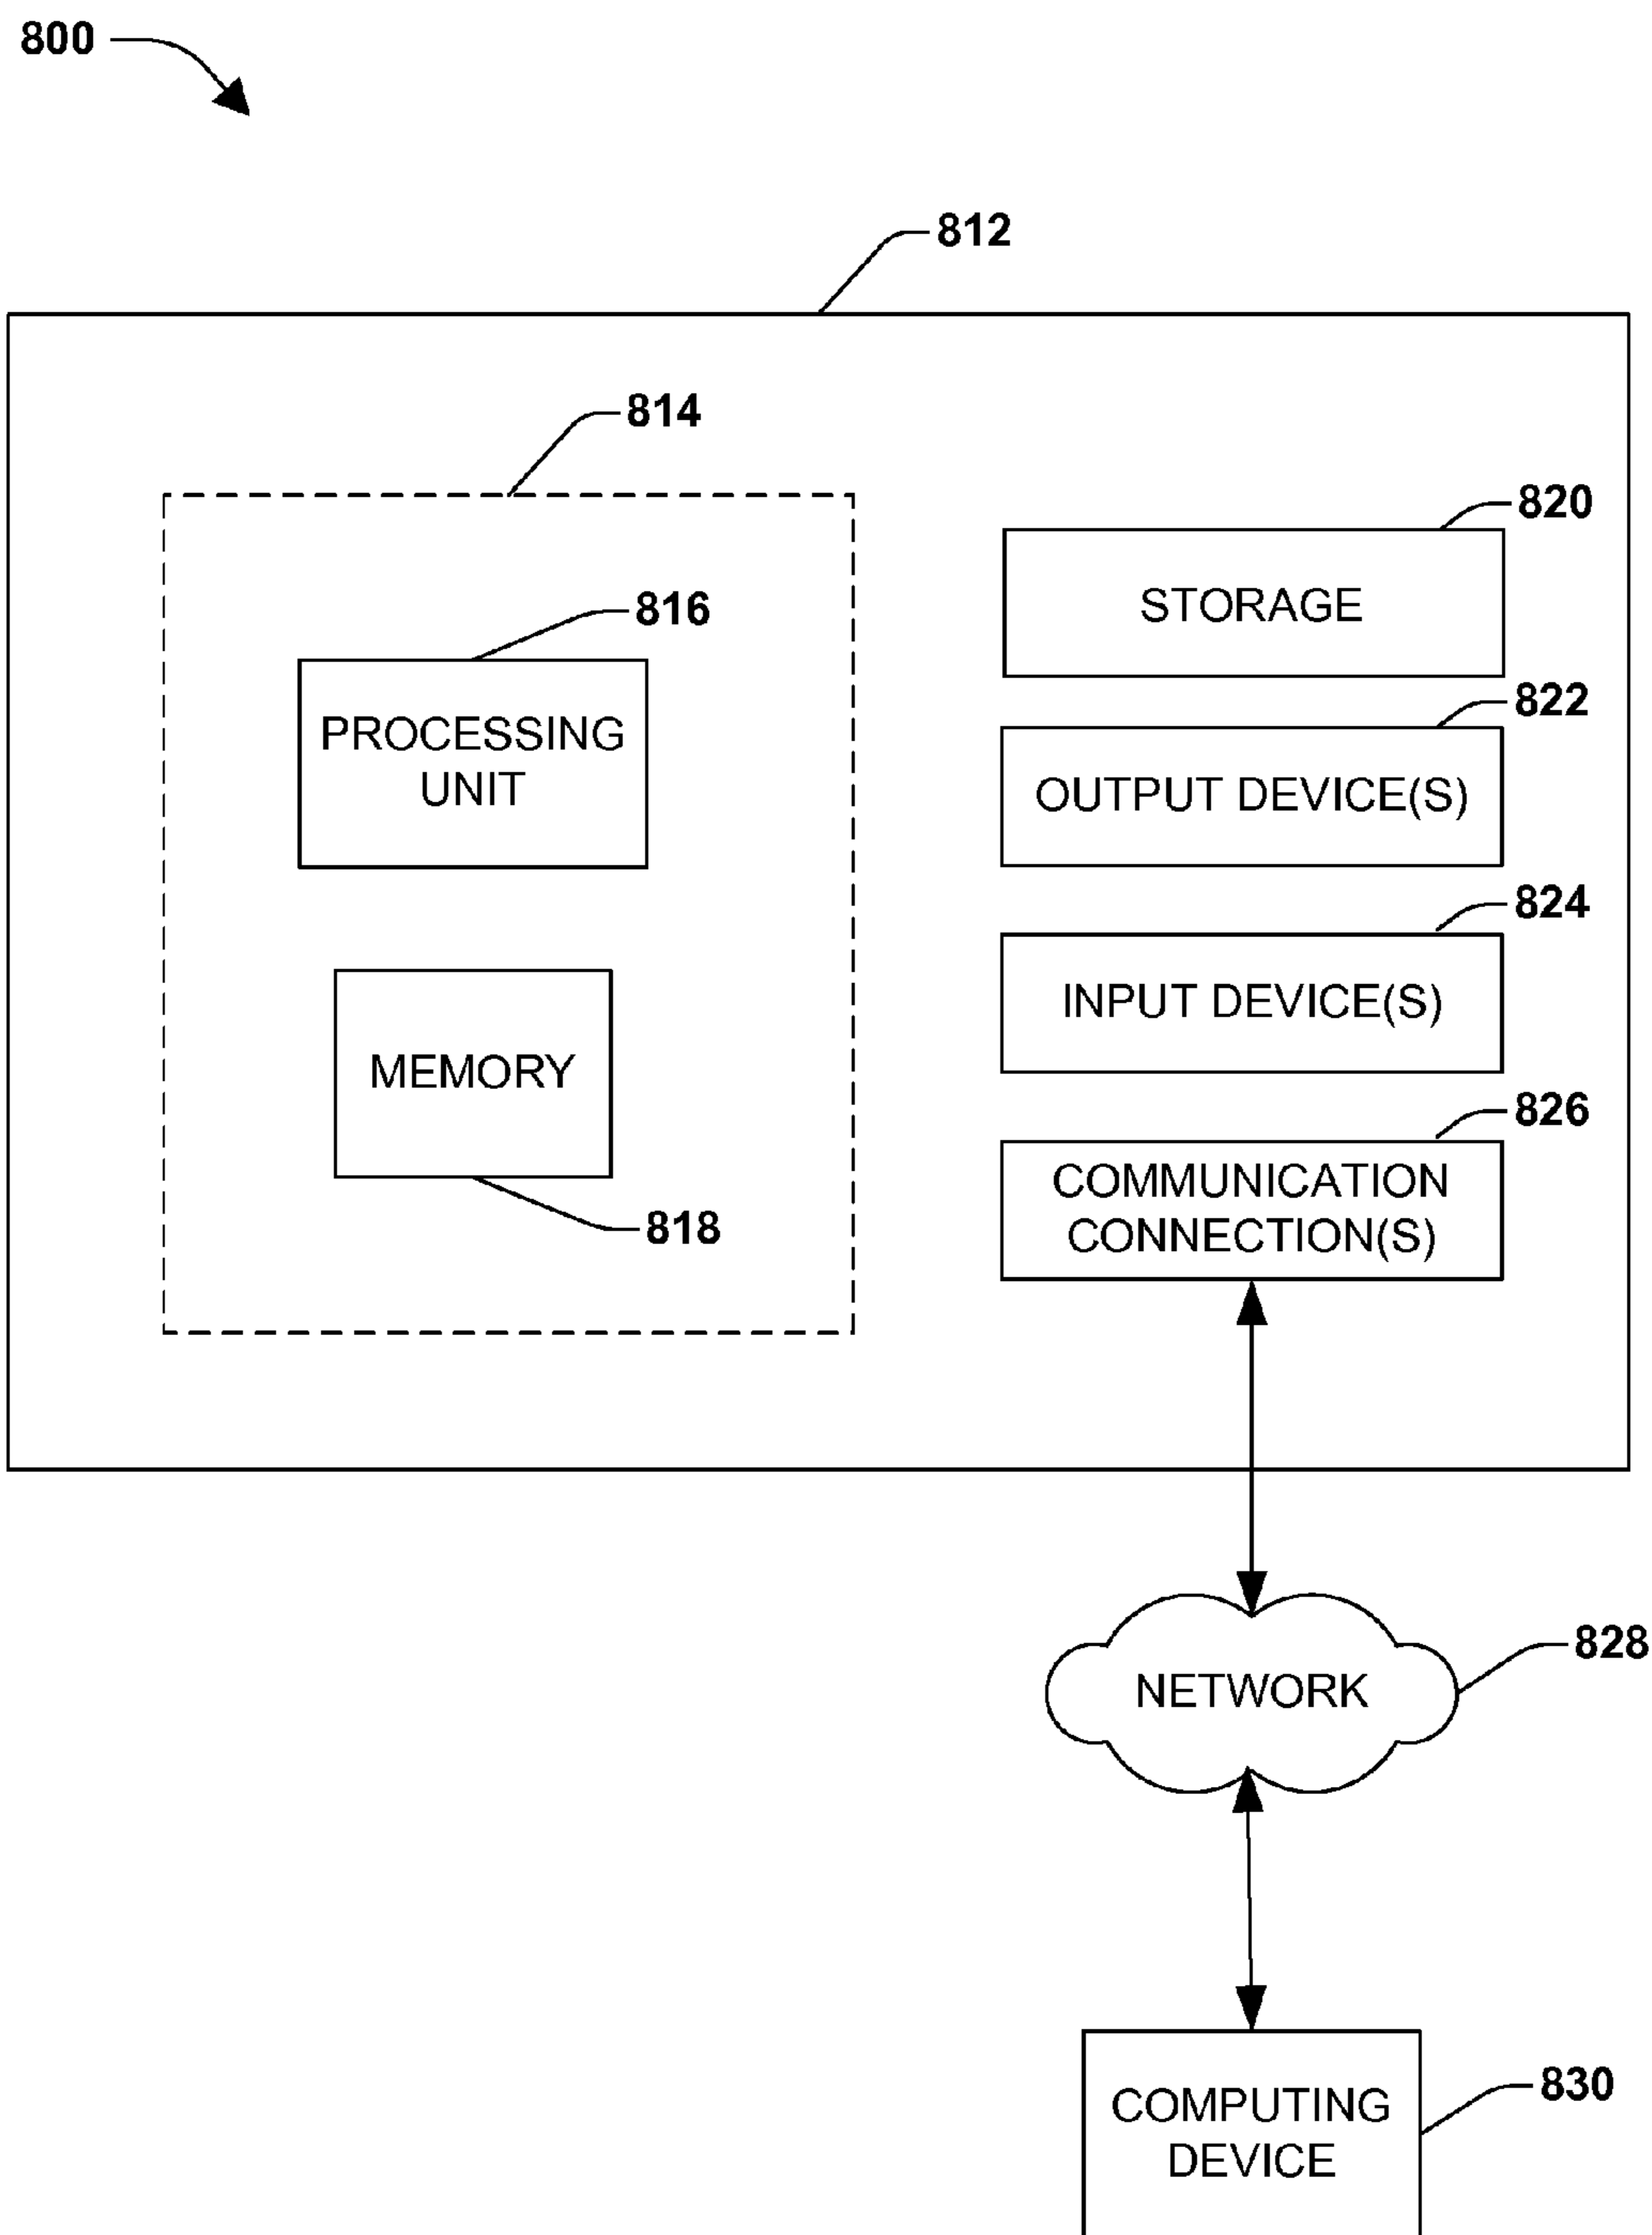 800
812
814
820
STORAGE
816
PROCESSING
UNIT
822
OUTPUT DEVICE(S)
824
INPUT DEVICE(S)
MEMORY
818
826
COMMUNICATION
CONNECTION(S)
828
NETWORK
830
COMPUTING
DEVICE